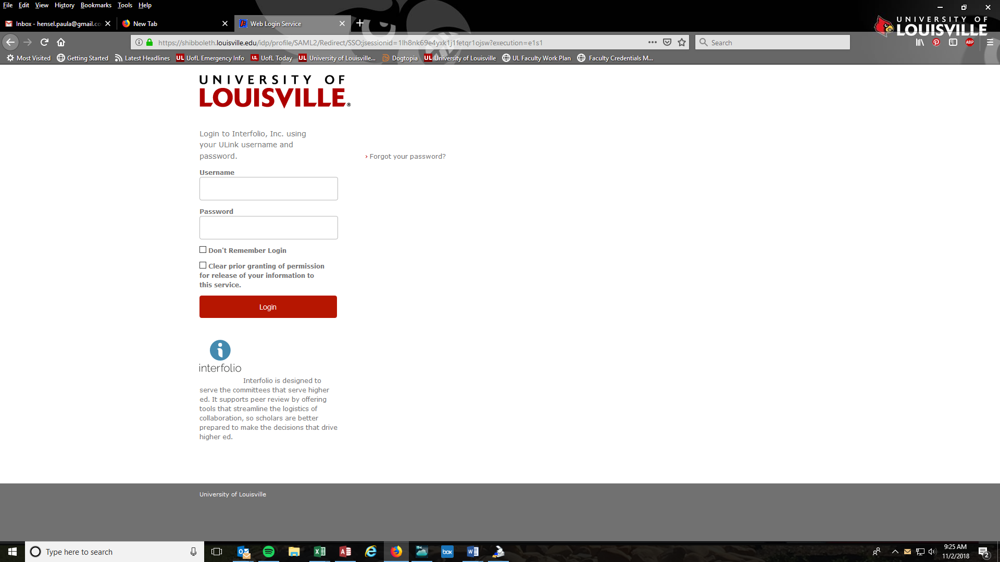 File Edit View History Bookmarks Tools Help
Inbox - hensel.paula@gmail.co
New Tab
Web Login Service
UNIVERSITY OF
LOUISVILLE
https://shibboleth.louisville.edu/idp/profile/SAML2/Redirect/SSO;jsessionid=1lh8nk69e4yxk1j1fetqr1ojsw?execution=e1s1
Search
ABP
Most Visited Getting Started Latest Headlines UL UofL Emergency Info UL UofL Today UL University of Louisville... Dogtopia UL University of Louisville UL Faculty Work Plan Faculty Credentials M...
UNIVERSITY OF
LOUISVILLE®
Login to Interfolio, Inc. using
your ULink username and
password.
› Forgot your password?
Username
Password
Don't Remember Login
Clear prior granting of permission
for release of your information to
this service.
Login
interfolio
Interfolio is designed to
serve the committees that serve higher
ed. It supports peer review by offering
tools that streamline the logistics of
collaboration, so scholars are better
prepared to make the decisions that drive
higher ed.
University of Louisville
Type here to search
box
9:25 AM
11/2/2018
2